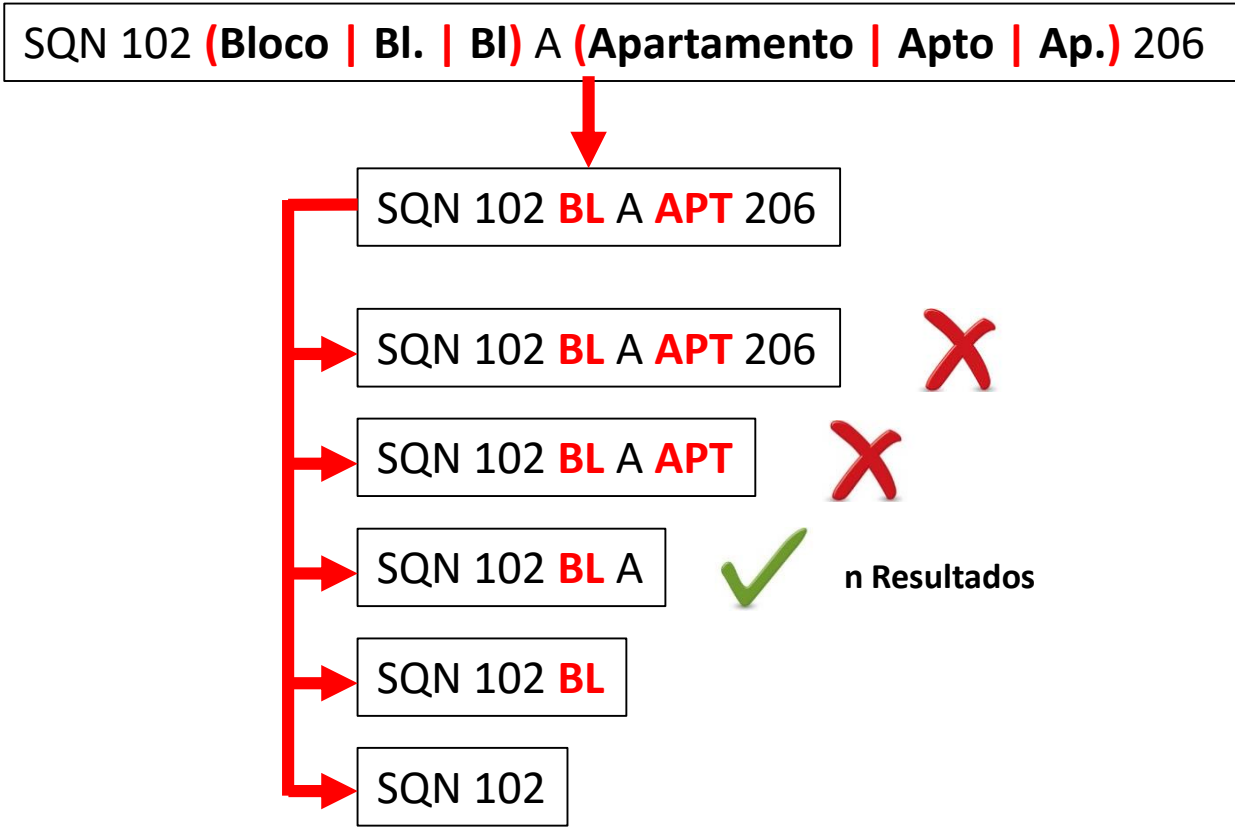 SQN 102 (Bloco | Bl. | Bl) A (Apartamento | Apto | Ap.) 206
SQN 102 BL A APT 206
SQN 102 BL A APT 206
SQN 102 BL A APT
SQN 102 BL A
n Resultados
SQN 102 BL
SQN 102